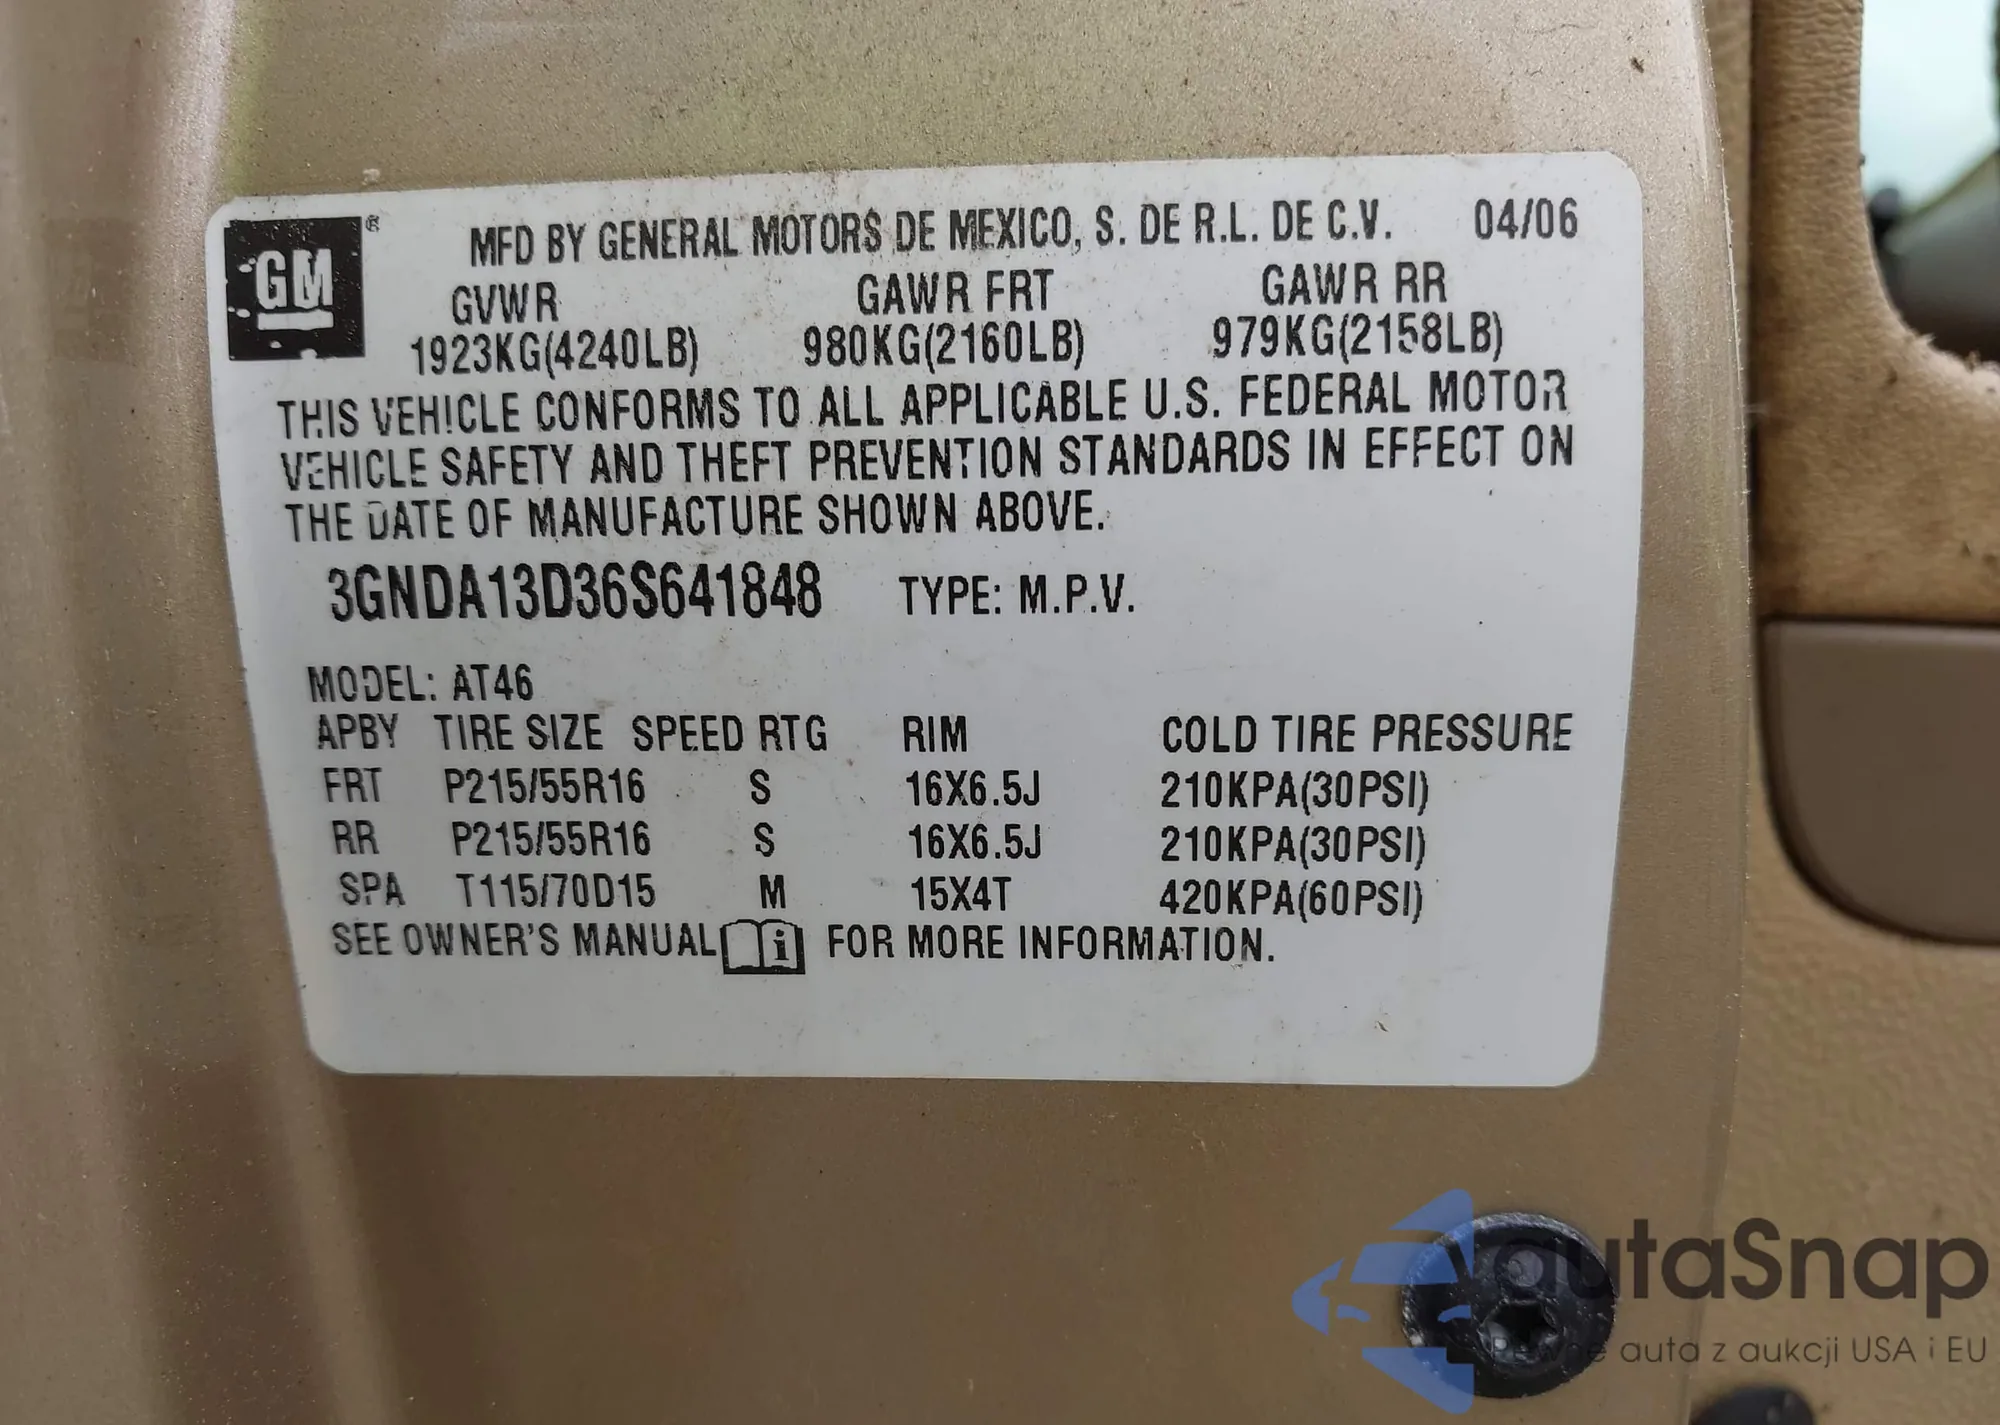 GM ®
MFD BY GENERAL MOTORS DE MEXICO, S. DE R.L. DE C.V. 04/06
GVWR GAWR FRT GAWR RR
1923KG(4240LB) 980KG(2160LB) 979KG(2158LB)
THIS VEHICLE CONFORMS TO ALL APPLICABLE U.S. FEDERAL MOTOR
VEHICLE SAFETY AND THEFT PREVENTION STANDARDS IN EFFECT ON
THE DATE OF MANUFACTURE SHOWN ABOVE.
3GNDA13D36S641848 TYPE: M.P.V.
MODEL: AT46
APBY TIRE SIZE SPEED RTG RIM COLD TIRE PRESSURE
FRT P215/55R16 S 16X6.5J 210KPA(30PSI)
RR P215/55R16 S 16X6.5J 210KPA(30PSI)
SPA T115/70D15 M 15X4T 420KPA(60PSI)
SEE OWNER'S MANUAL i FOR MORE INFORMATION.
autaSnap
Pewne auta z aukcji USA i EU